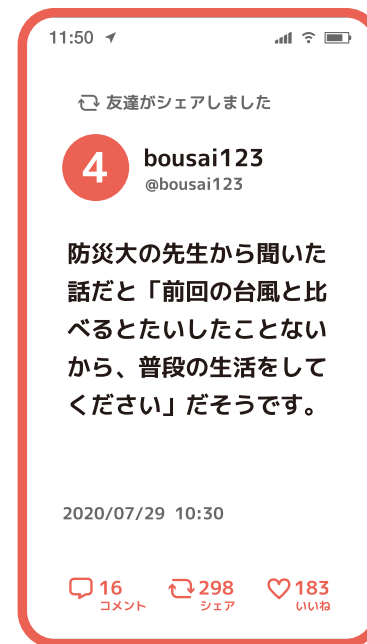 11:50
友達がシェアしました
4
bousai123
@bousai123
防災大の先生から聞いた
話だと「前回の台風と比
べるとたいしたことない
から、普段の生活をして
ください」だそうです。
2020/07/29 10:30
16 298 183
コメント シェア いいね